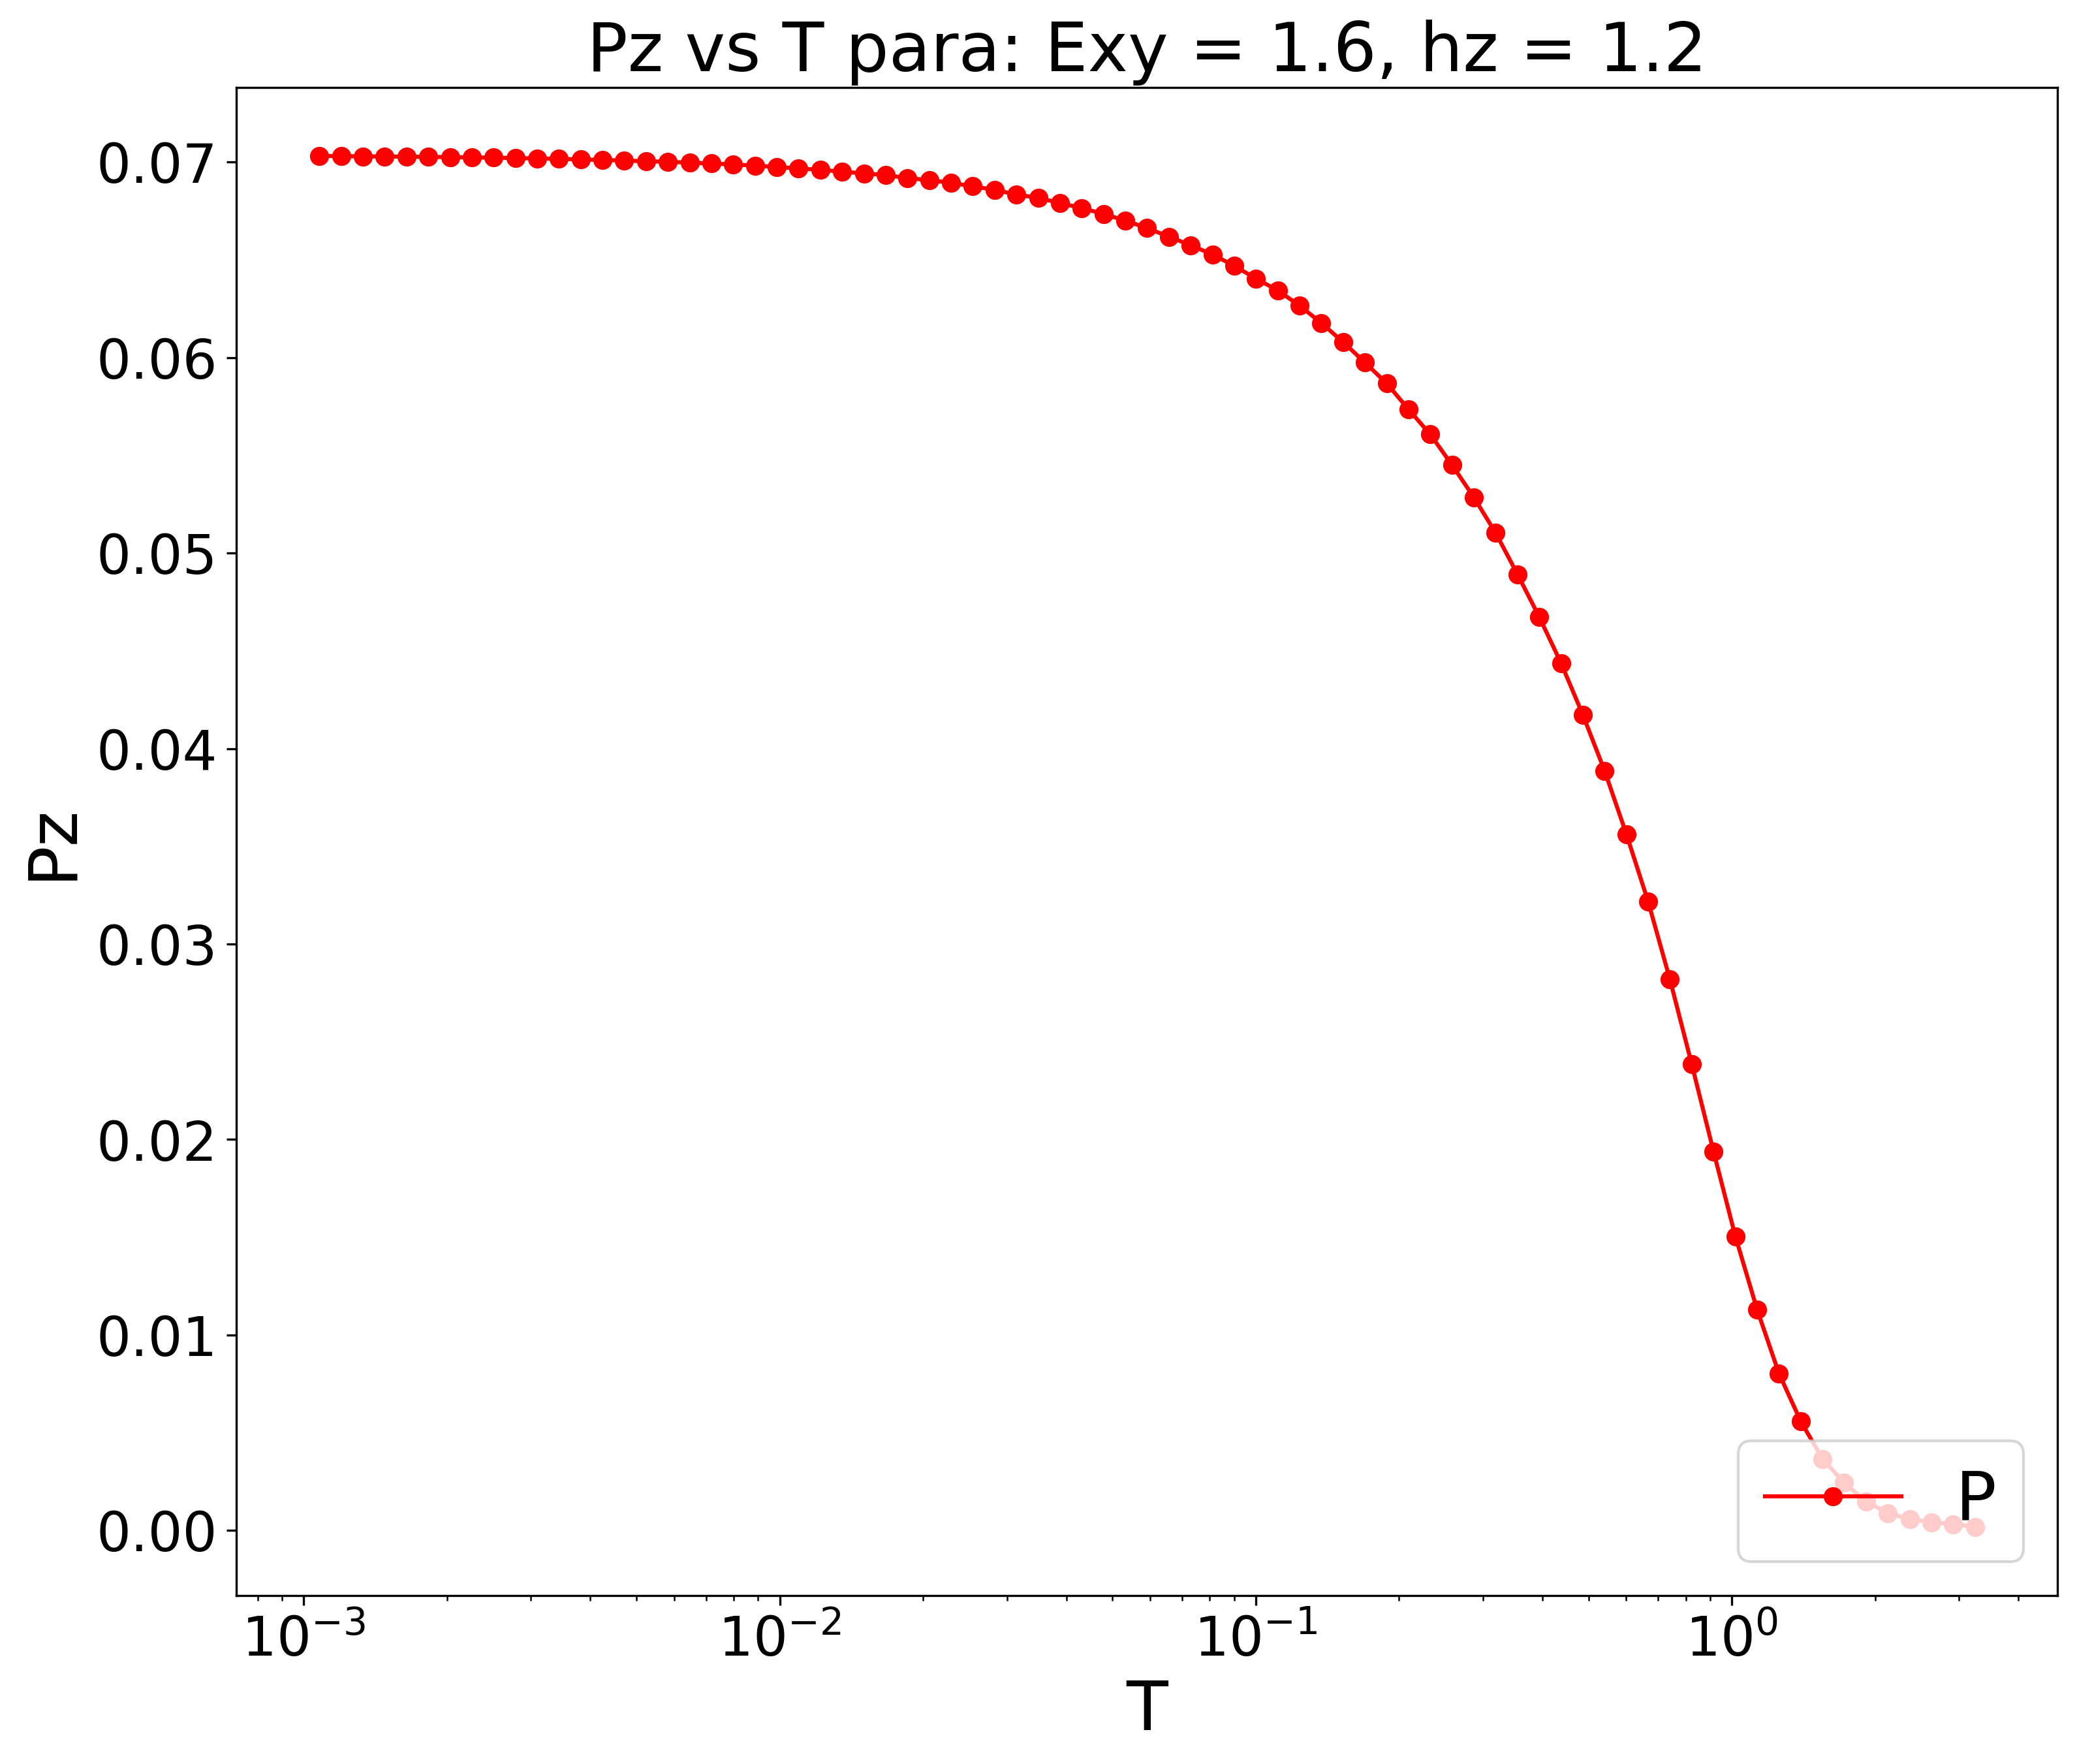 Pz vs T para: Exy = 1.6, hz = 1.2
0.07
0.06
0.05
0.04
0.03
0.02
0.01
0.00
Pz
P
10⁻³ 10⁻² 10⁻¹ 10⁰
T